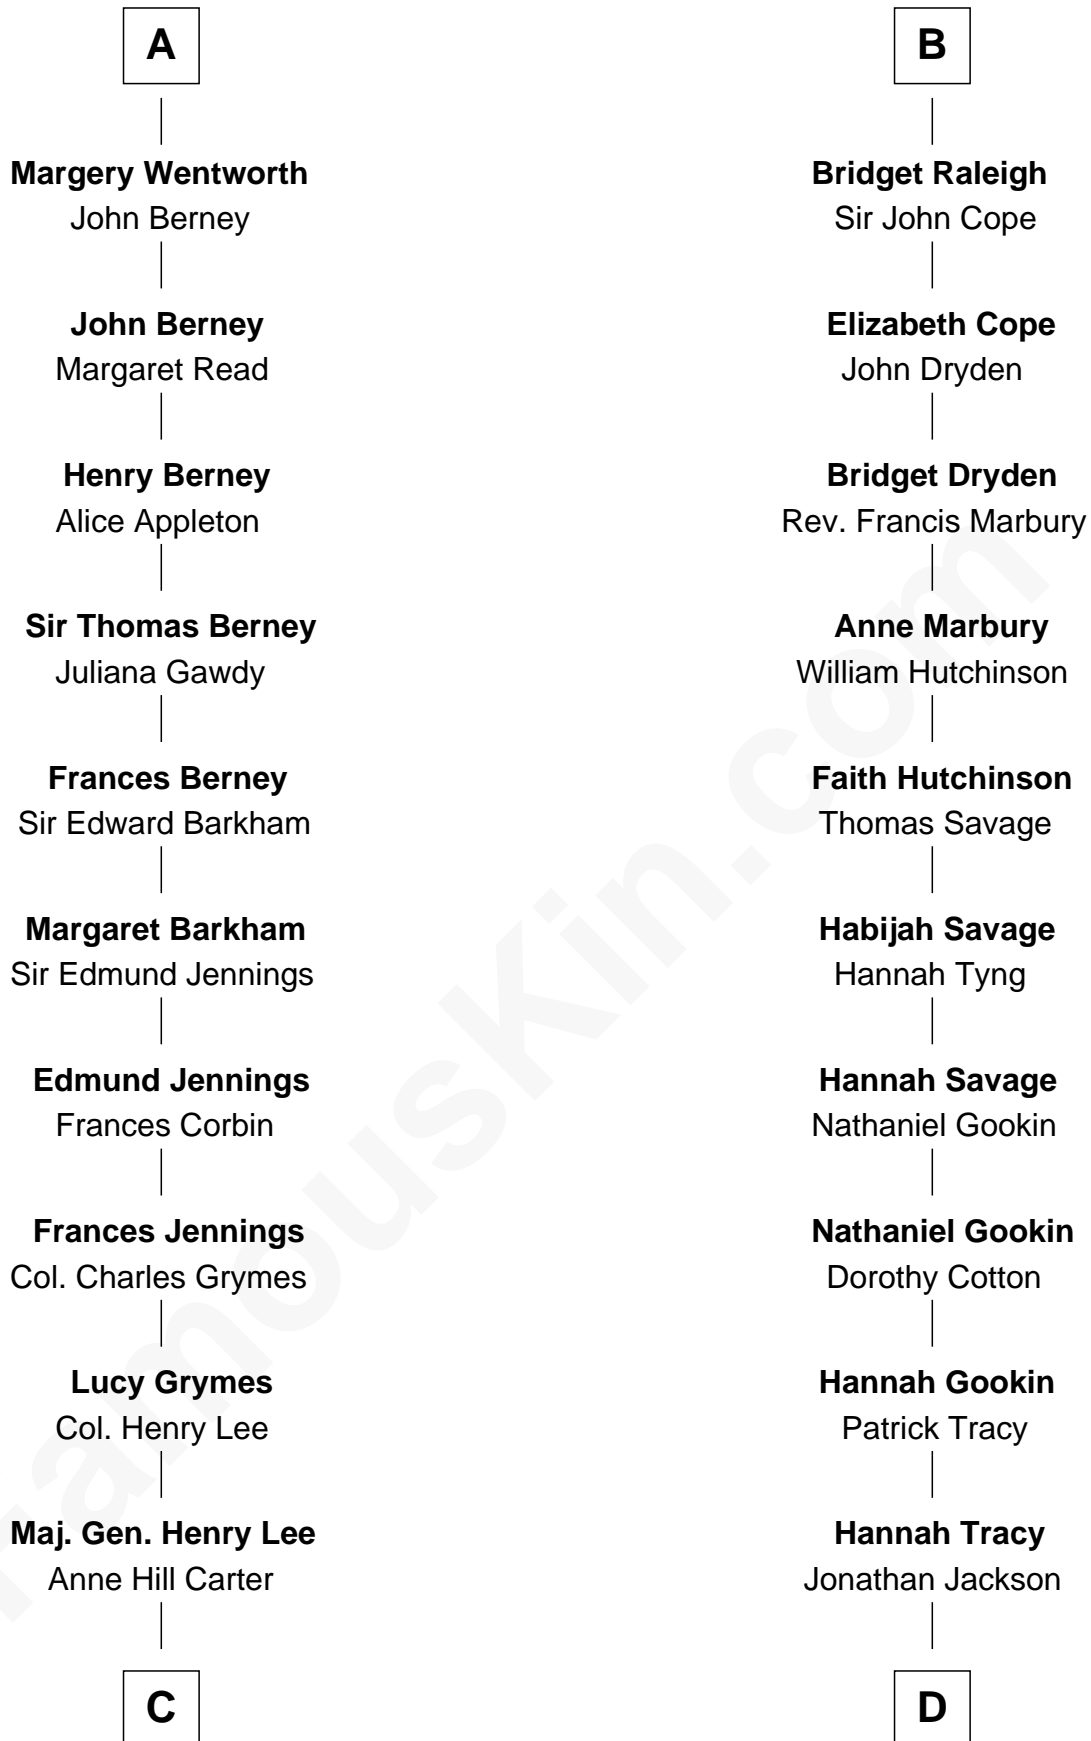 A
Margery Wentworth
John Berney
John Berney
Margaret Read
Henry Berney
Alice Appleton
Sir Thomas Berney
Juliana Gawdy
Frances Berney
Sir Edward Barkham
Margaret Barkham
Sir Edmund Jennings
Edmund Jennings
Frances Corbin
Frances Jennings
Col. Charles Grymes
Lucy Grymes
Col. Henry Lee
Maj. Gen. Henry Lee
Anne Hill Carter
C
B
Bridget Raleigh
Sir John Cope
Elizabeth Cope
John Dryden
Bridget Dryden
Rev. Francis Marbury
Anne Marbury
William Hutchinson
Faith Hutchinson
Thomas Savage
Habijah Savage
Hannah Tyng
Hannah Savage
Nathaniel Gookin
Nathaniel Gookin
Dorothy Cotton
Hannah Gookin
Patrick Tracy
Hannah Tracy
Jonathan Jackson
D
FamousKin.com